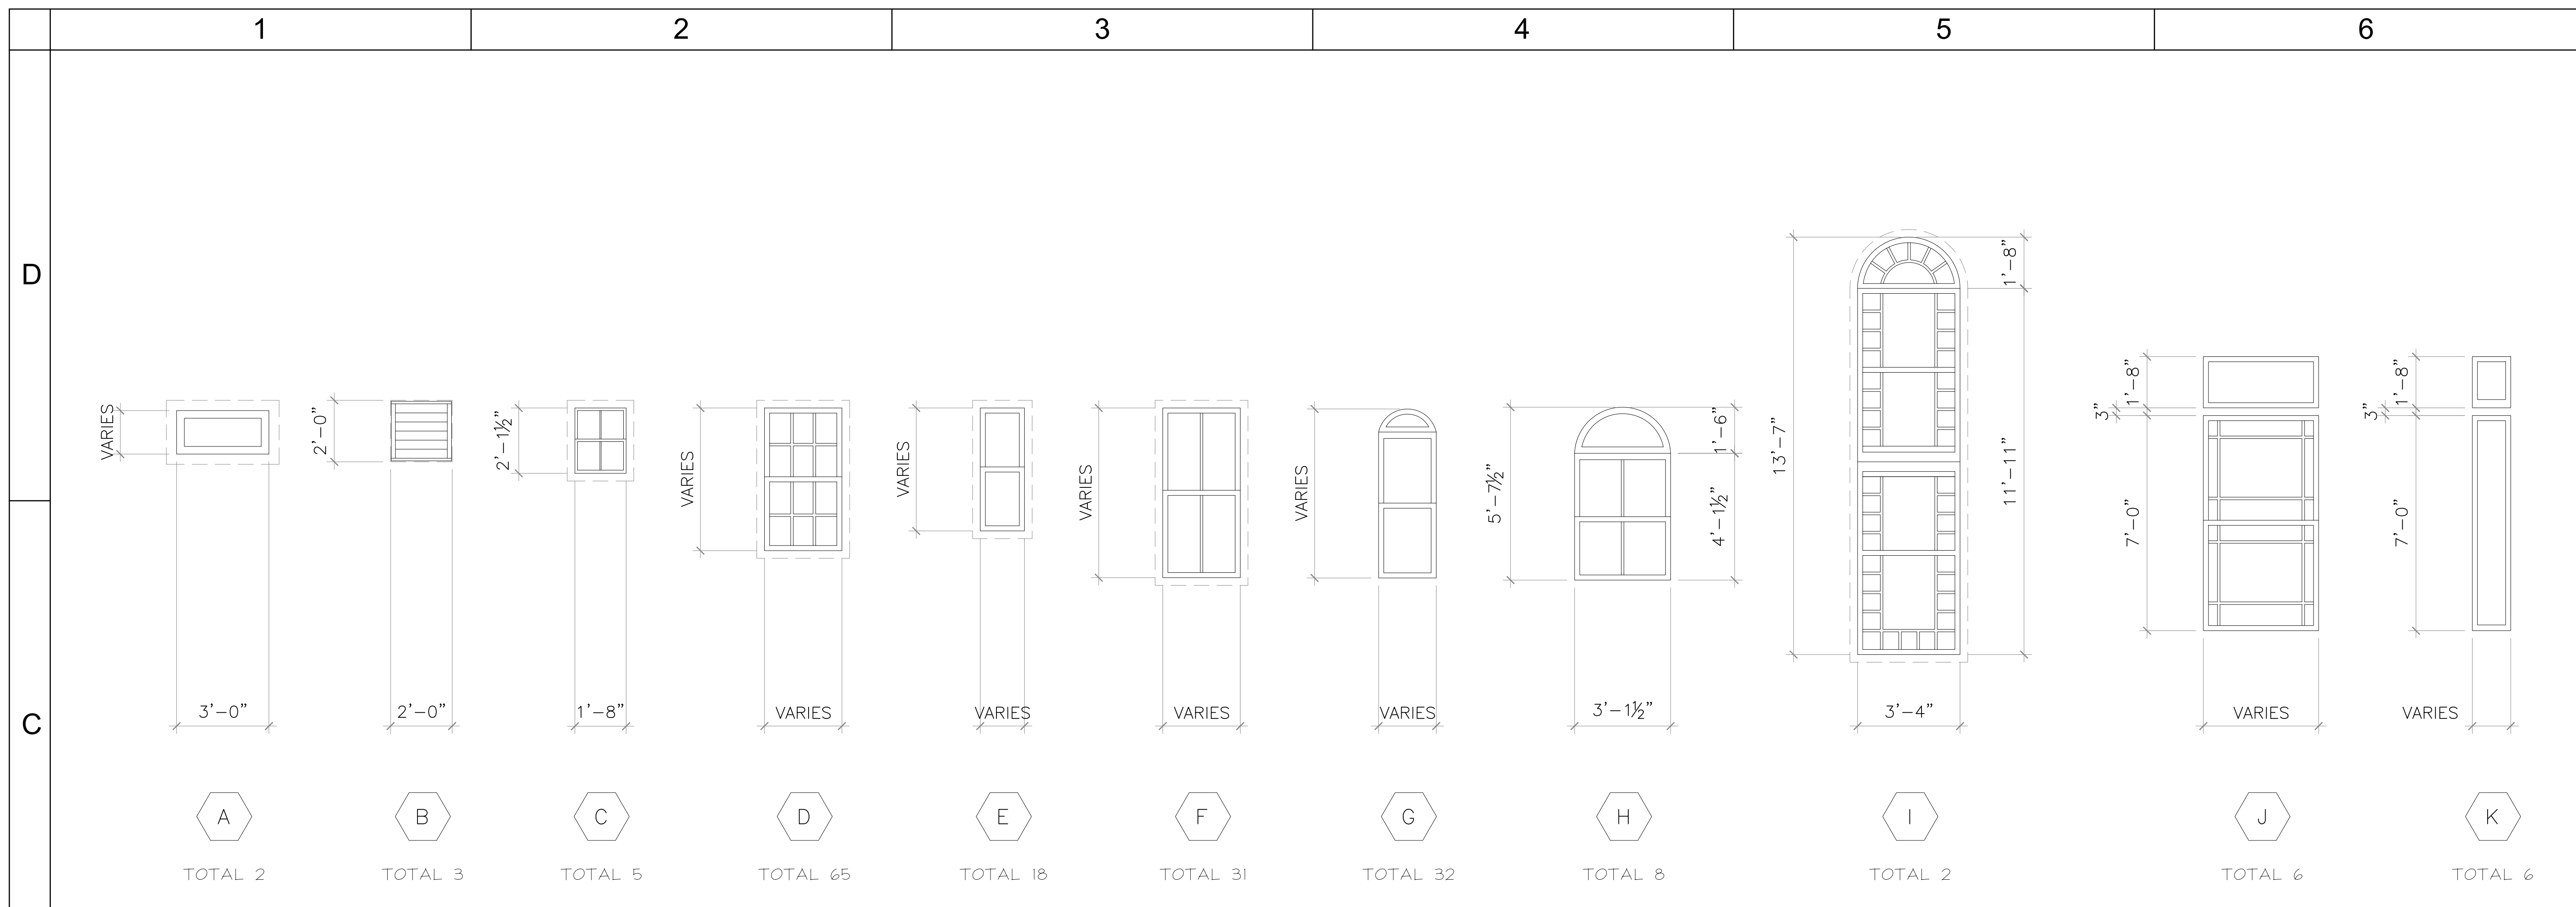 1 2 3 4 5 6
D
C
VARIES
3'-0"
A
TOTAL 2
2'-0"
2'-0"
B
TOTAL 3
2'-1½"
1'-8"
C
TOTAL 5
VARIES
VARIES
D
TOTAL 65
VARIES
VARIES
E
TOTAL 18
VARIES
VARIES
F
TOTAL 31
VARIES
VARIES
G
TOTAL 32
5'-7½"
1'-6"
4'-1½"
3'-1½"
H
TOTAL 8
13'-7"
1'-8"
11'-11"
3'-4"
I
TOTAL 2
1'-8"
3"
7'-0"
VARIES
J
TOTAL 6
1'-8"
3"
7'-0"
VARIES
K
TOTAL 6